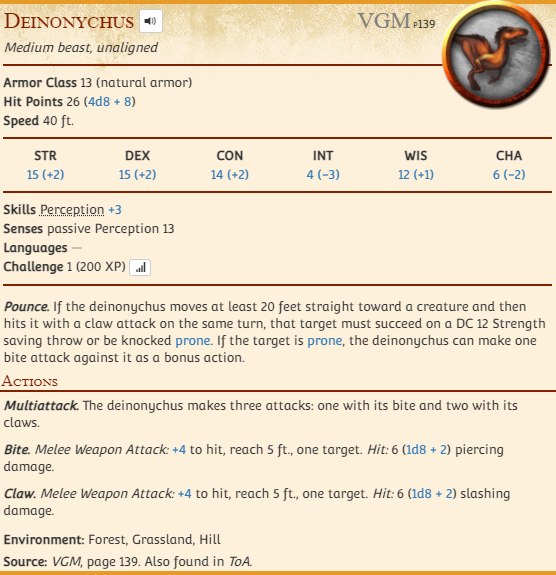 DEINONYCHUS
VGM P139
Medium beast, unaligned
Armor Class 13 (natural armor)
Hit Points 26 (4d8 + 8)
Speed 40 ft.
STR DEX CON INT WIS CHA
15 (+2) 15 (+2) 14 (+2) 4 (−3) 12 (+1) 6 (−2)
Skills Perception +3
Senses passive Perception 13
Languages —
Challenge 1 (200 XP)
Pounce. If the deinonychus moves at least 20 feet straight toward a creature and then
hits it with a claw attack on the same turn, that target must succeed on a DC 12 Strength
saving throw or be knocked prone. If the target is prone, the deinonychus can make one
bite attack against it as a bonus action.
ACTIONS
Multiattack. The deinonychus makes three attacks: one with its bite and two with its
claws.
Bite. Melee Weapon Attack: +4 to hit, reach 5 ft., one target. Hit: 6 (1d8 + 2) piercing
damage.
Claw. Melee Weapon Attack: +4 to hit, reach 5 ft., one target. Hit: 6 (1d8 + 2) slashing
damage.
Environment: Forest, Grassland, Hill
Source: VGM, page 139. Also found in ToA.